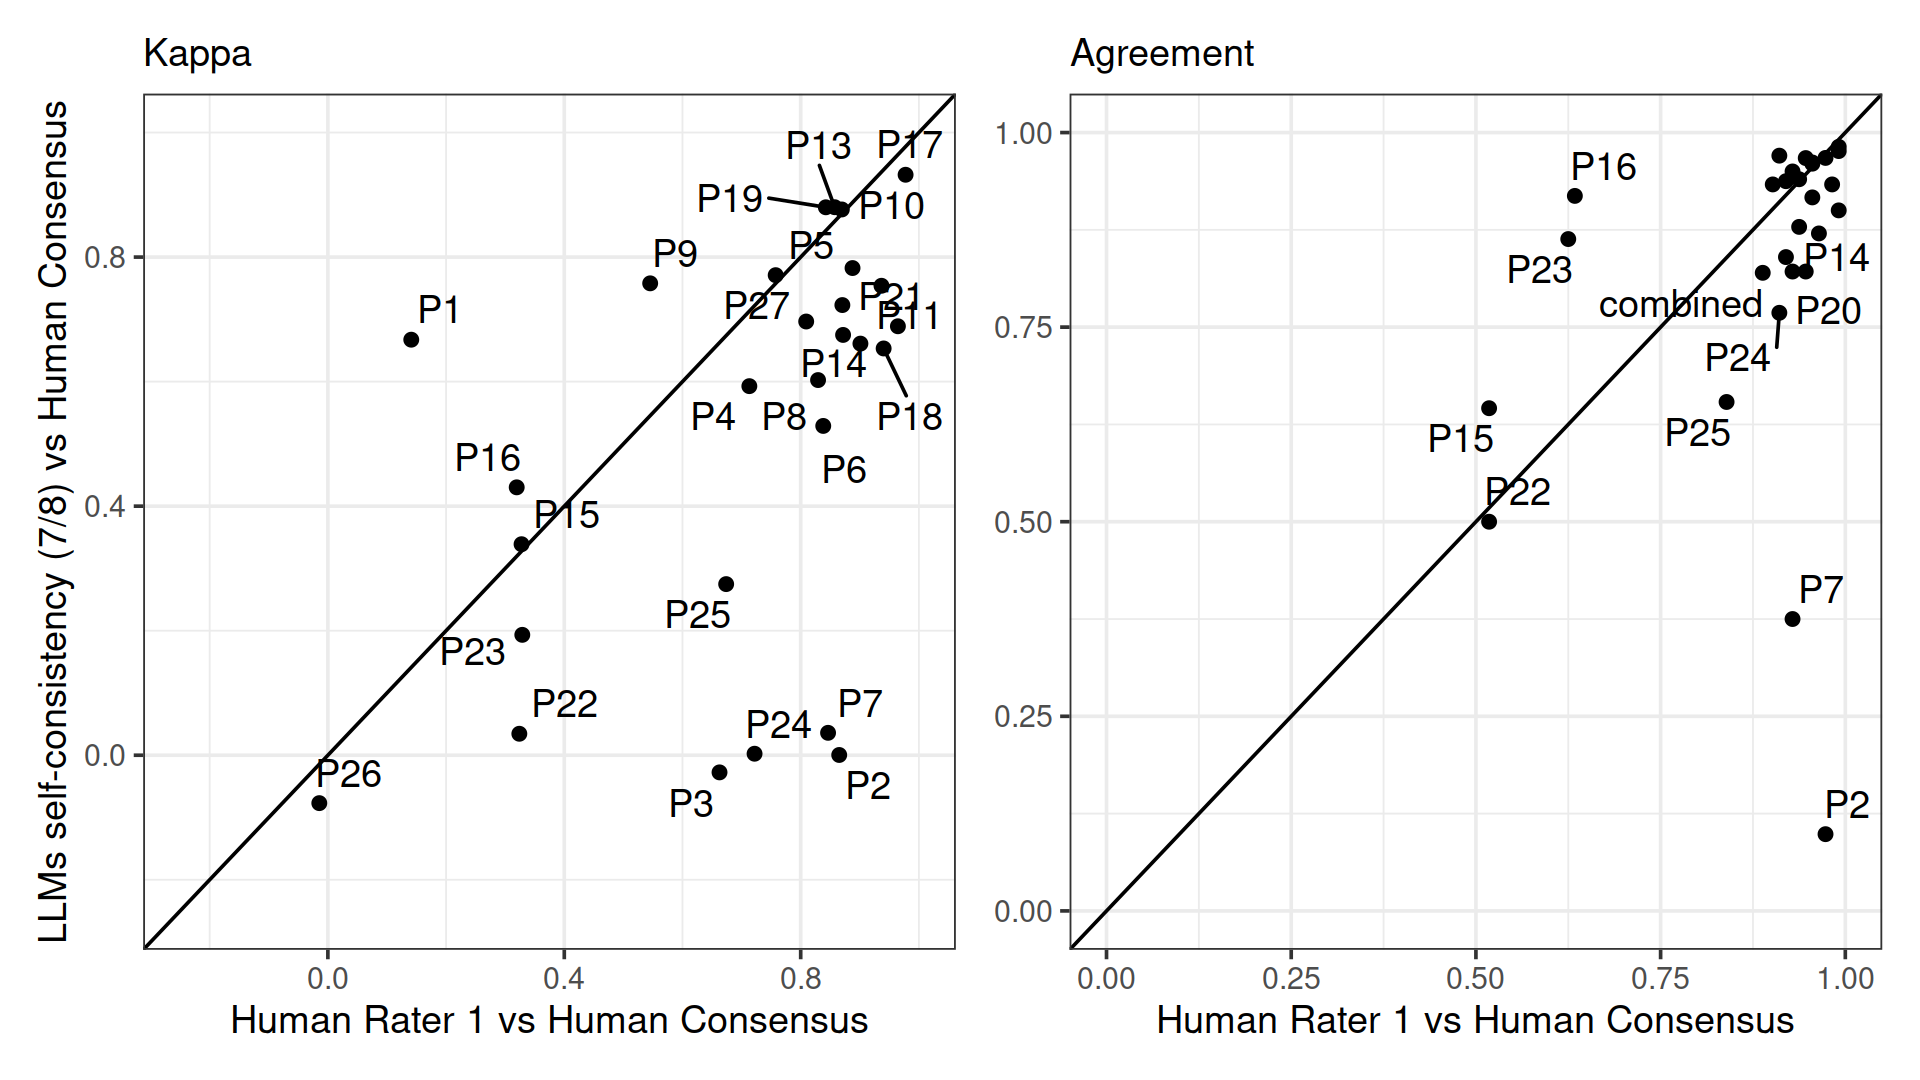 Kappa
Agreement
LLMs self-consistency (7/8) vs Human Consensus
0.8
0.4
0.0
P13
P17
P19
P10
P5
P9
P1
P27
P21
P11
P14
P4
P8
P18
P16
P6
P15
P25
P23
P22
P24
P7
P26
P3
P2
0.0
0.4
0.8
Human Rater 1 vs Human Consensus
1.00
0.75
0.50
0.25
0.00
P16
P23
P14
combined
P20
P24
P15
P25
P22
P7
P2
0.00
0.25
0.50
0.75
1.00
Human Rater 1 vs Human Consensus